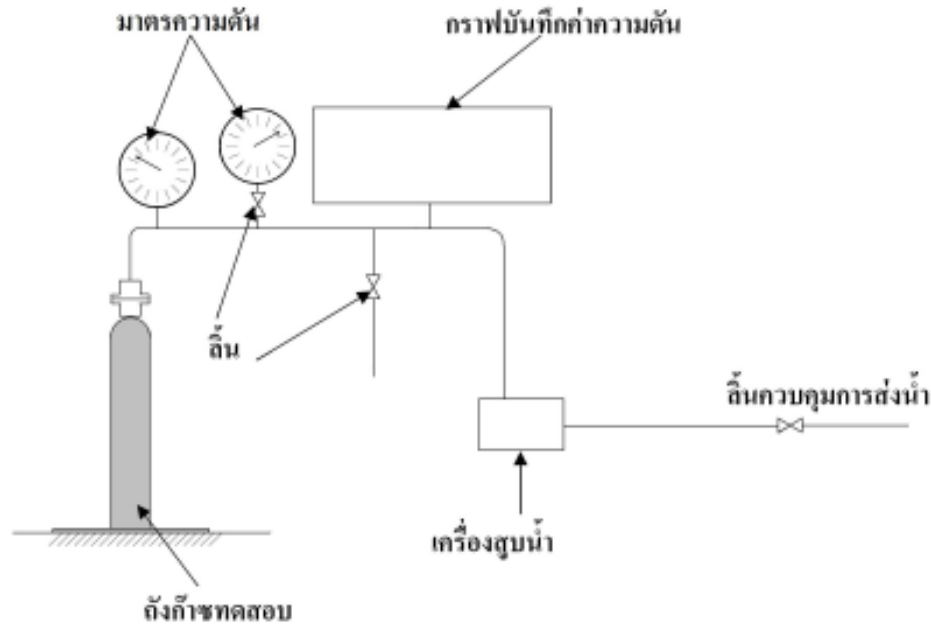 มาตรความดัน
กราฟบันทึกค่าความดัน
ลิ้น
ลิ้นควบคุมการส่งน้ำ
เครื่องสูบน้ำ
ถังก๊าซทดสอบ